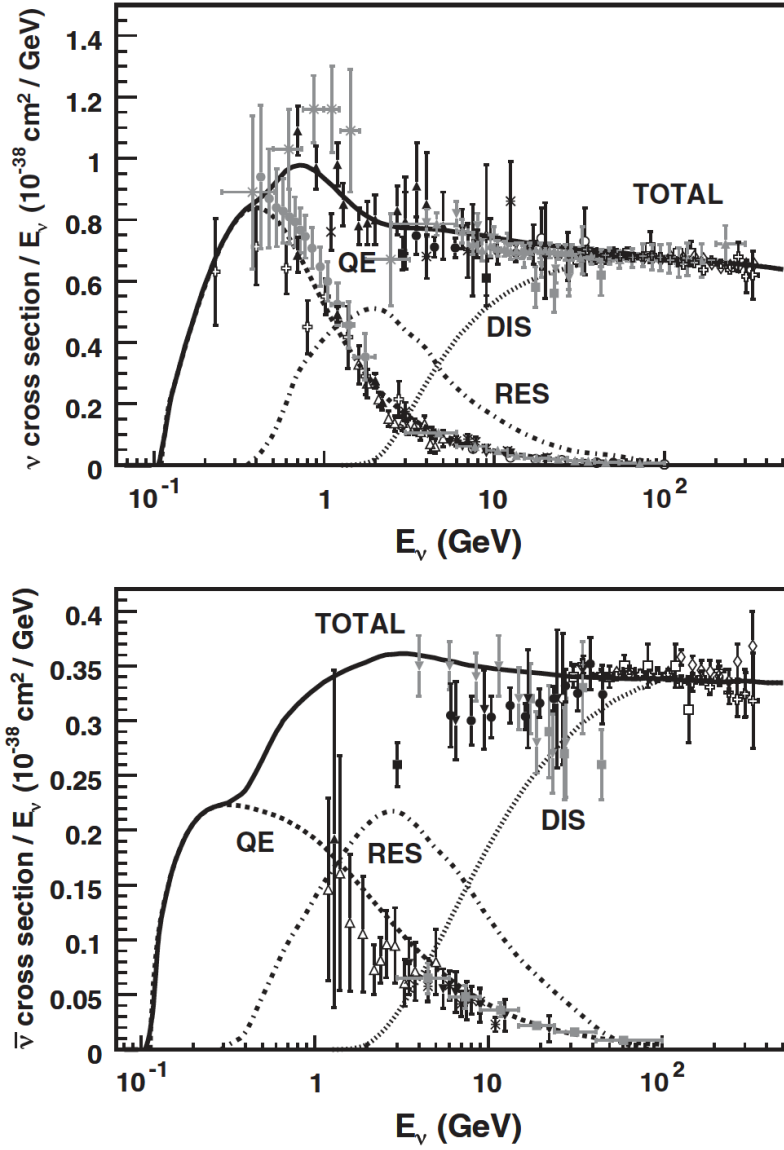 ν cross section / E_ν (10^-38 cm^2 / GeV)
1.4
1.2
1
0.8
0.6
0.4
0.2
0
TOTAL
QE
DIS
RES
10^-1
1
10
10^2
E_ν (GeV)
ν̅ cross section / E_ν (10^-38 cm^2 / GeV)
0.4
0.35
0.3
0.25
0.2
0.15
0.1
0.05
0
TOTAL
QE
RES
DIS
10^-1
1
10
10^2
E_ν (GeV)